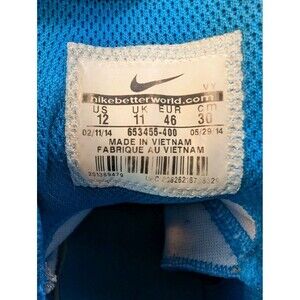 VY
nikebetterworld.com
US UK EUR cm
12 11 46 30
02/11/14 653455-400 05/29/14
MADE IN VIETNAM
FABRIQUE AU VIETNAM